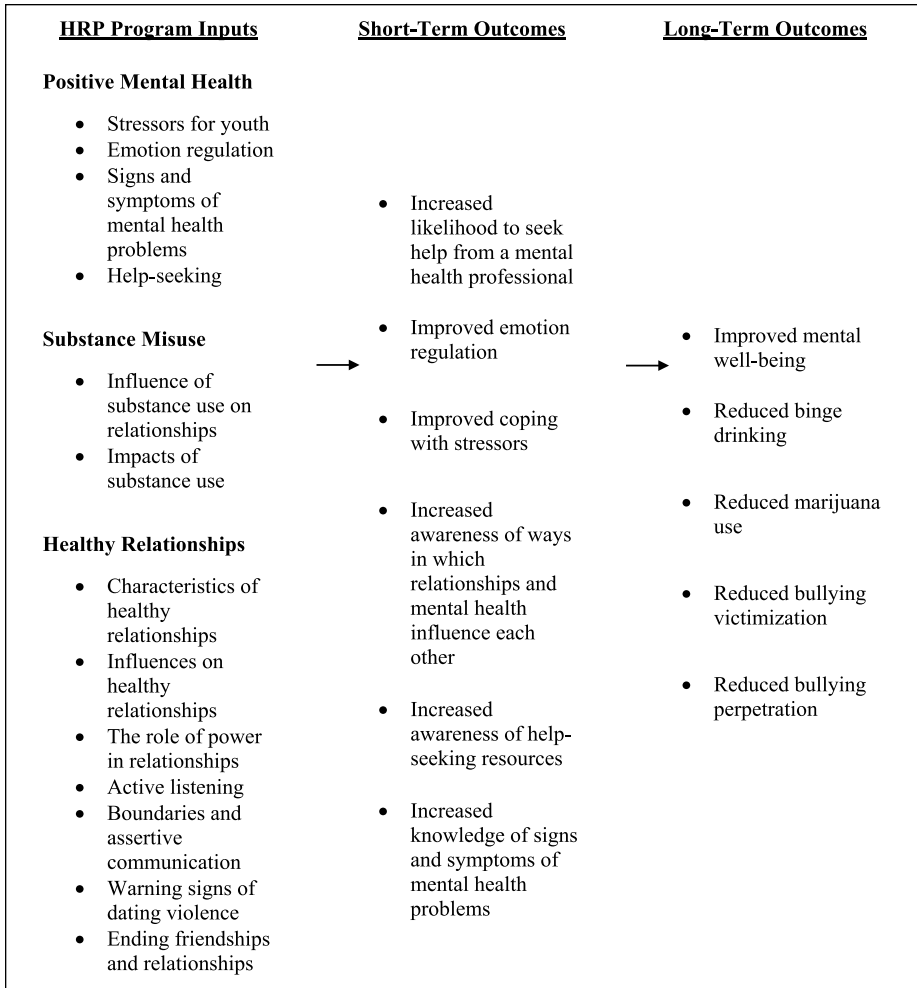 HRP Program Inputs
Positive Mental Health
• Stressors for youth
• Emotion regulation
• Signs and
symptoms of
mental health
problems
• Help-seeking
Substance Misuse
• Influence of
substance use on
relationships
• Impacts of
substance use
Healthy Relationships
• Characteristics of
healthy
relationships
• Influences on
healthy
relationships
• The role of power
in relationships
• Active listening
• Boundaries and
assertive
communication
• Warning signs of
dating violence
• Ending friendships
and relationships
Short-Term Outcomes
• Increased
likelihood to seek
help from a mental
health professional
• Improved emotion
regulation
• Improved coping
with stressors
• Increased
awareness of ways
in which
relationships and
mental health
influence each
other
• Increased
awareness of help-
seeking resources
• Increased
knowledge of signs
and symptoms of
mental health
problems
Long-Term Outcomes
• Improved mental
well-being
• Reduced binge
drinking
• Reduced marijuana
use
• Reduced bullying
victimization
• Reduced bullying
perpetration